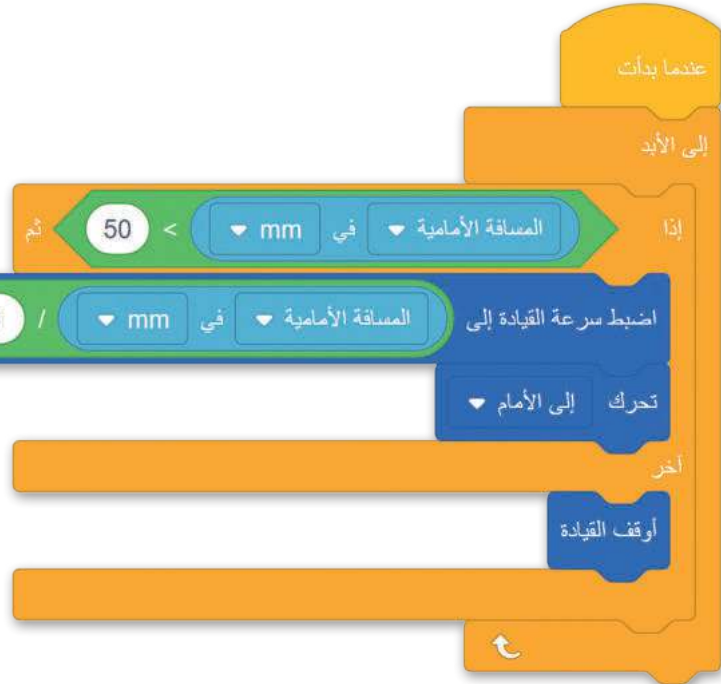 عندما بدأت
إلى الأبد
إذا المسافة الأمامية في mm < 50 ثم
اضبط سرعة القيادة إلى المسافة الأمامية في mm /
تحرك إلى الأمام
آخر
أوقف القيادة